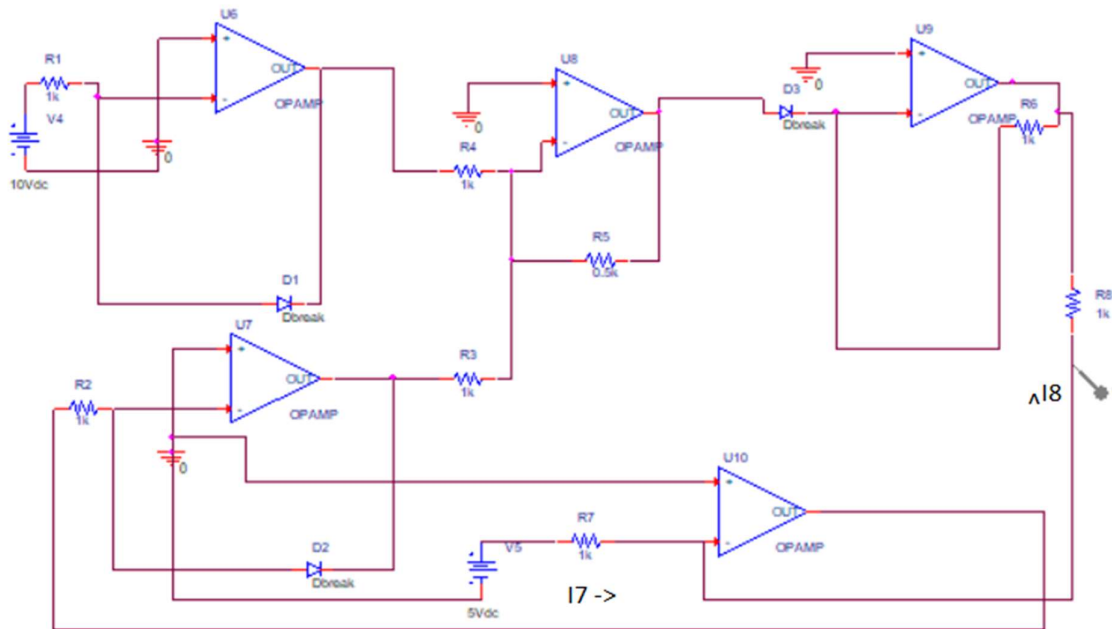 U6
+
OUT
-
OPAMP
R1
1k
V4
10Vdc
0
D1
Dbreak
U8
+
OUT
-
OPAMP
0
R4
1k
R5
0.5k
U9
+
OUT
-
OPAMP
0
D3
Dbreak
R6
1k
R8
1k
^I8
U7
+
OUT
-
OPAMP
R2
1k
0
R3
1k
D2
Dbreak
V5
5Vdc
R7
1k
I7 ->
U10
+
OUT
-
OPAMP